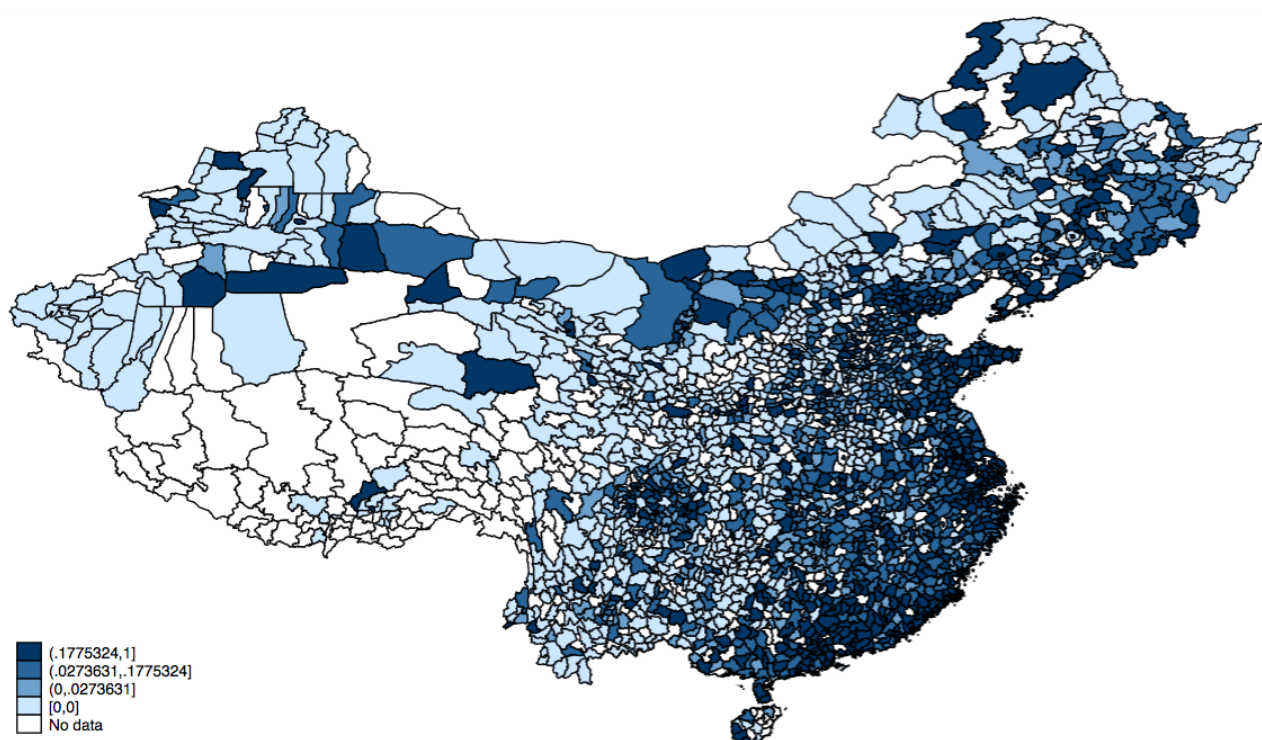 (.1775324,1]
(.0273631,.1775324]
(0,.0273631]
[0,0]
No data